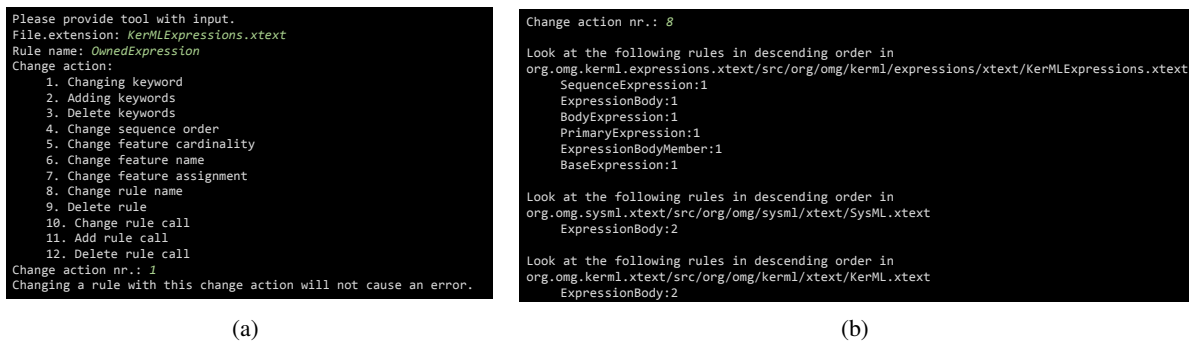 Please provide tool with input.
File.extension: KerMLExpressions.xtext
Rule name: OwnedExpression
Change action:
1. Changing keyword
2. Adding keywords
3. Delete keywords
4. Change sequence order
5. Change feature cardinality
6. Change feature name
7. Change feature assignment
8. Change rule name
9. Delete rule
10. Change rule call
11. Add rule call
12. Delete rule call
Change action nr.: 1
Changing a rule with this change action will not cause an error.
(a)
Change action nr.: 8
Look at the following rules in descending order in
org.omg.kerml.expressions.xtext/src/org/omg/kerml/expressions/xtext/KerMLExpressions.xtext
SequenceExpression:1
ExpressionBody:1
BodyExpression:1
PrimaryExpression:1
ExpressionBodyMember:1
BaseExpression:1
Look at the following rules in descending order in
org.omg.sysml.xtext/src/org/omg/sysml/xtext/SysML.xtext
ExpressionBody:2
Look at the following rules in descending order in
org.omg.kerml.xtext/src/org/omg/kerml/xtext/KerML.xtext
ExpressionBody:2
(b)